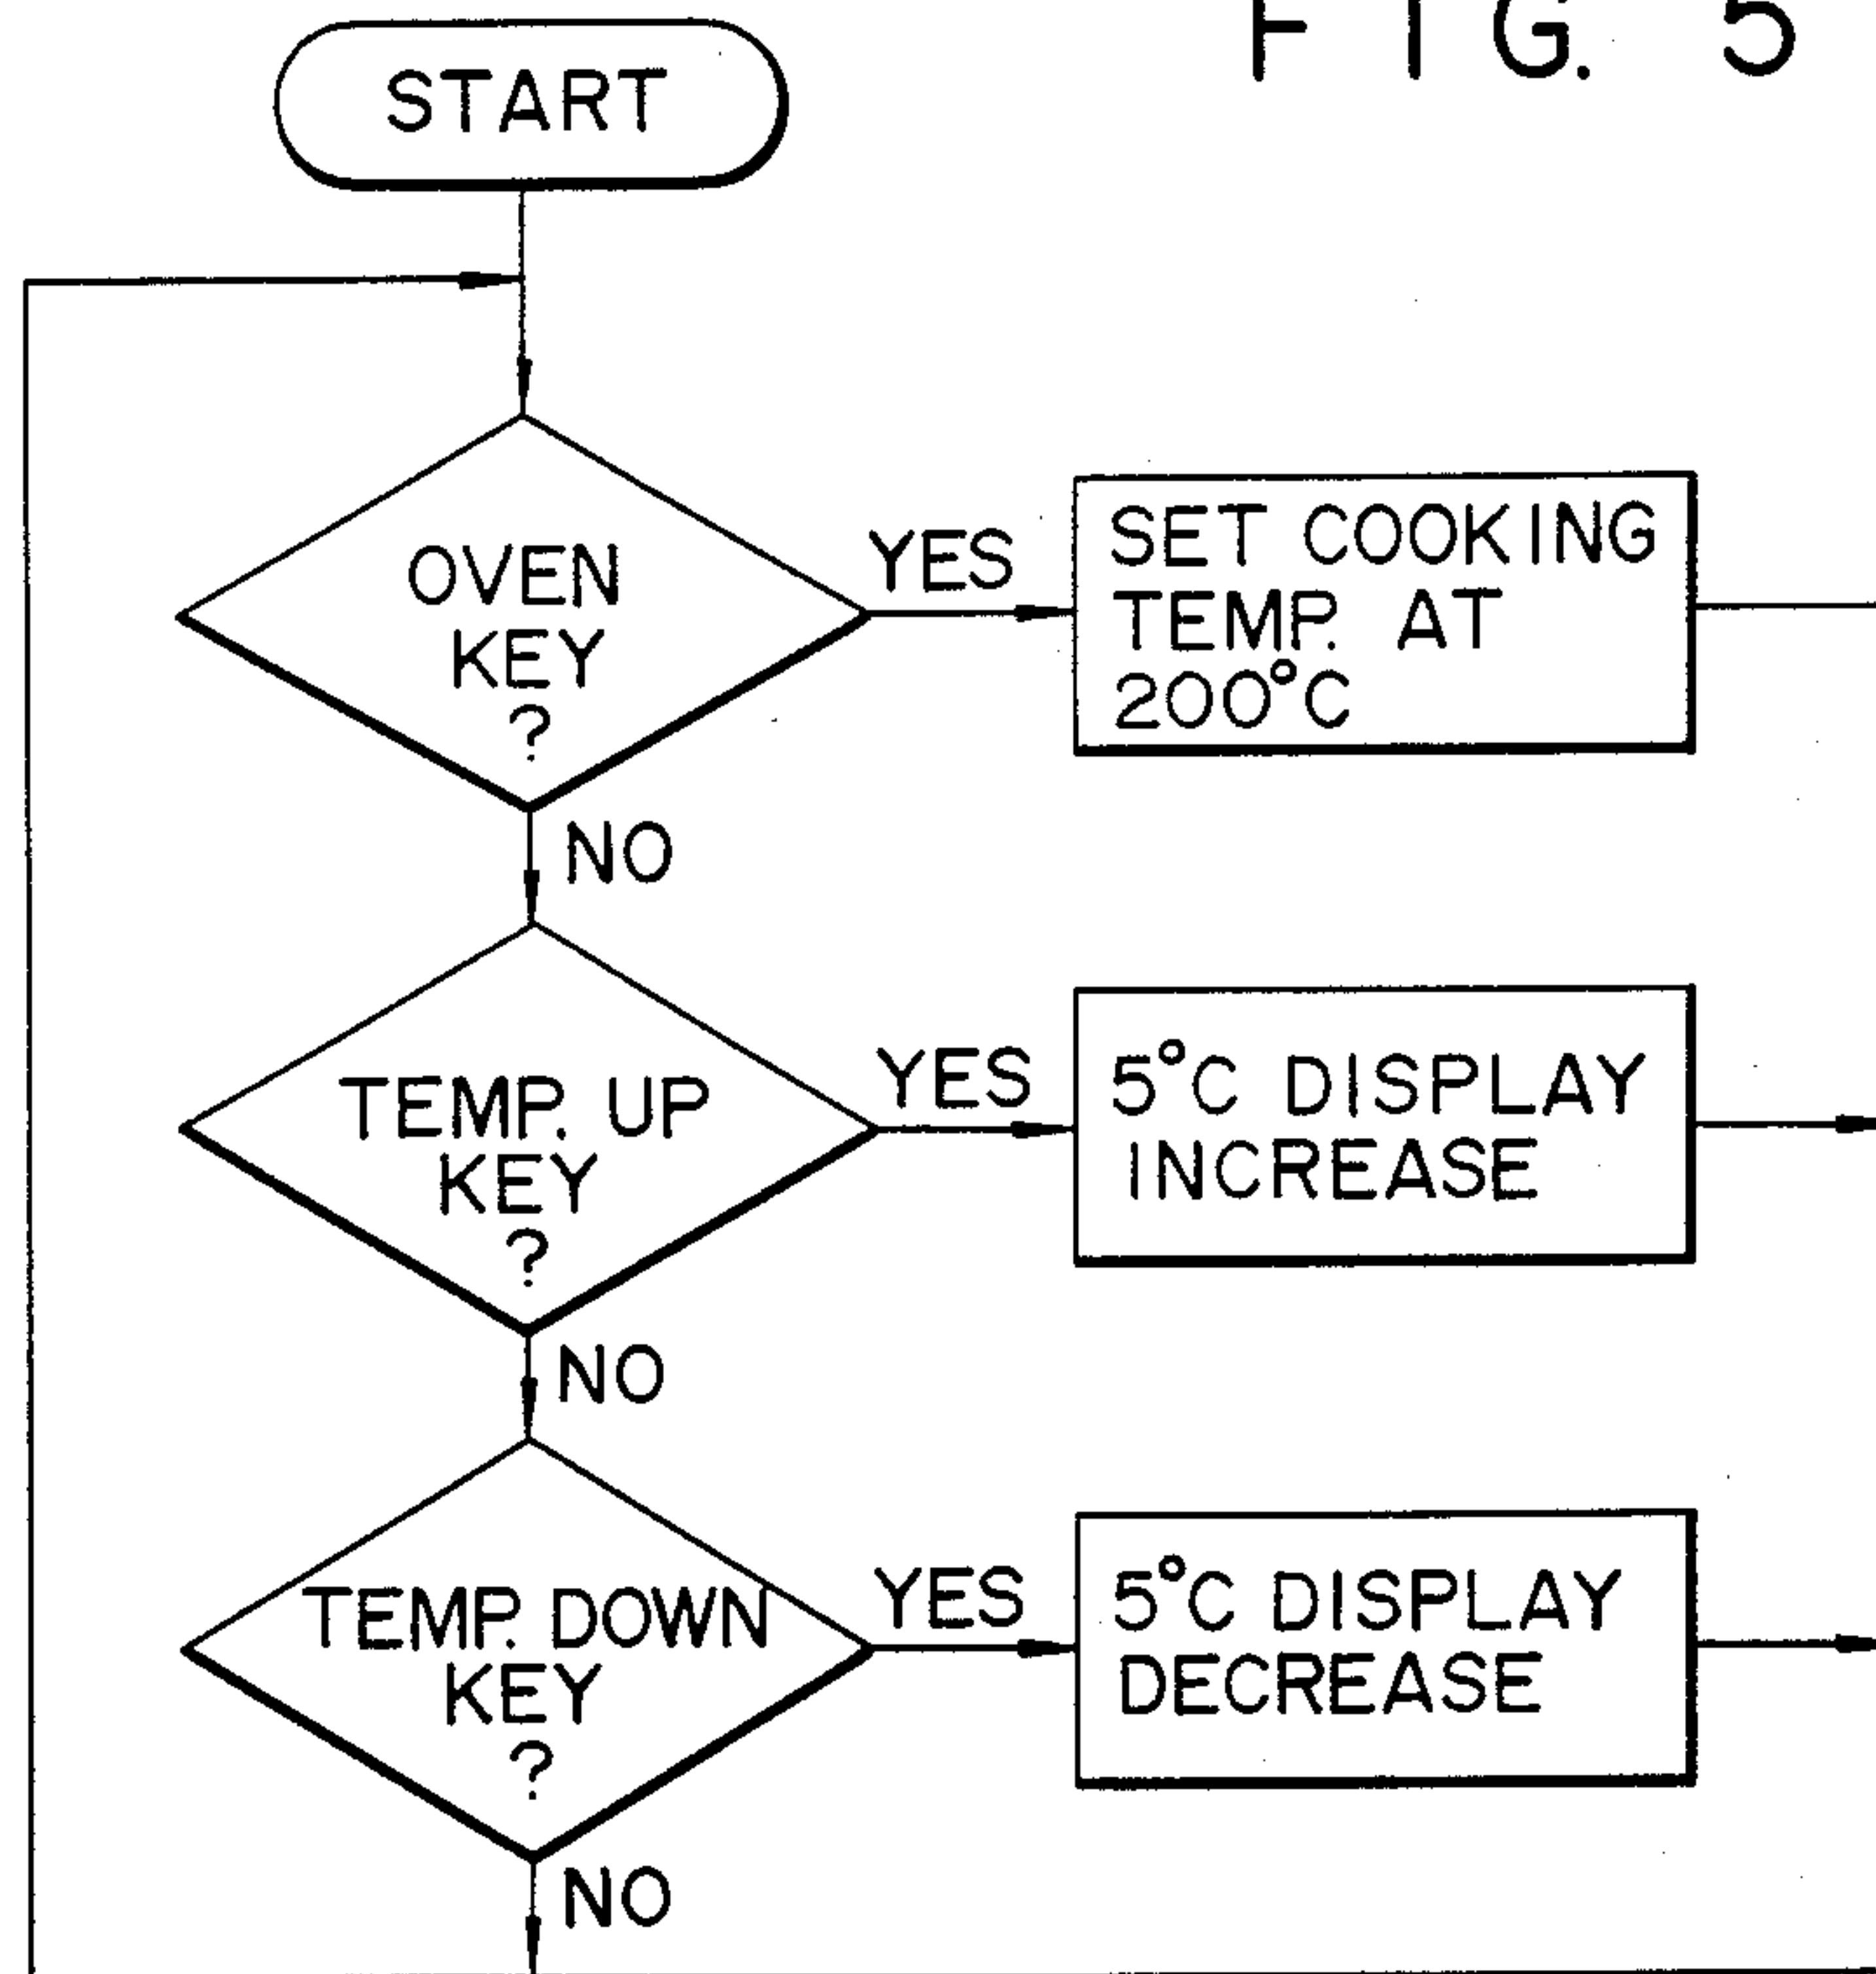 FIG. 5
START
OVEN
KEY
?
YES
SET COOKING
TEMP. AT
200°C
NO
TEMP. UP
KEY
?
YES
5°C DISPLAY
INCREASE
NO
TEMP. DOWN
KEY
?
YES
5°C DISPLAY
DECREASE
NO